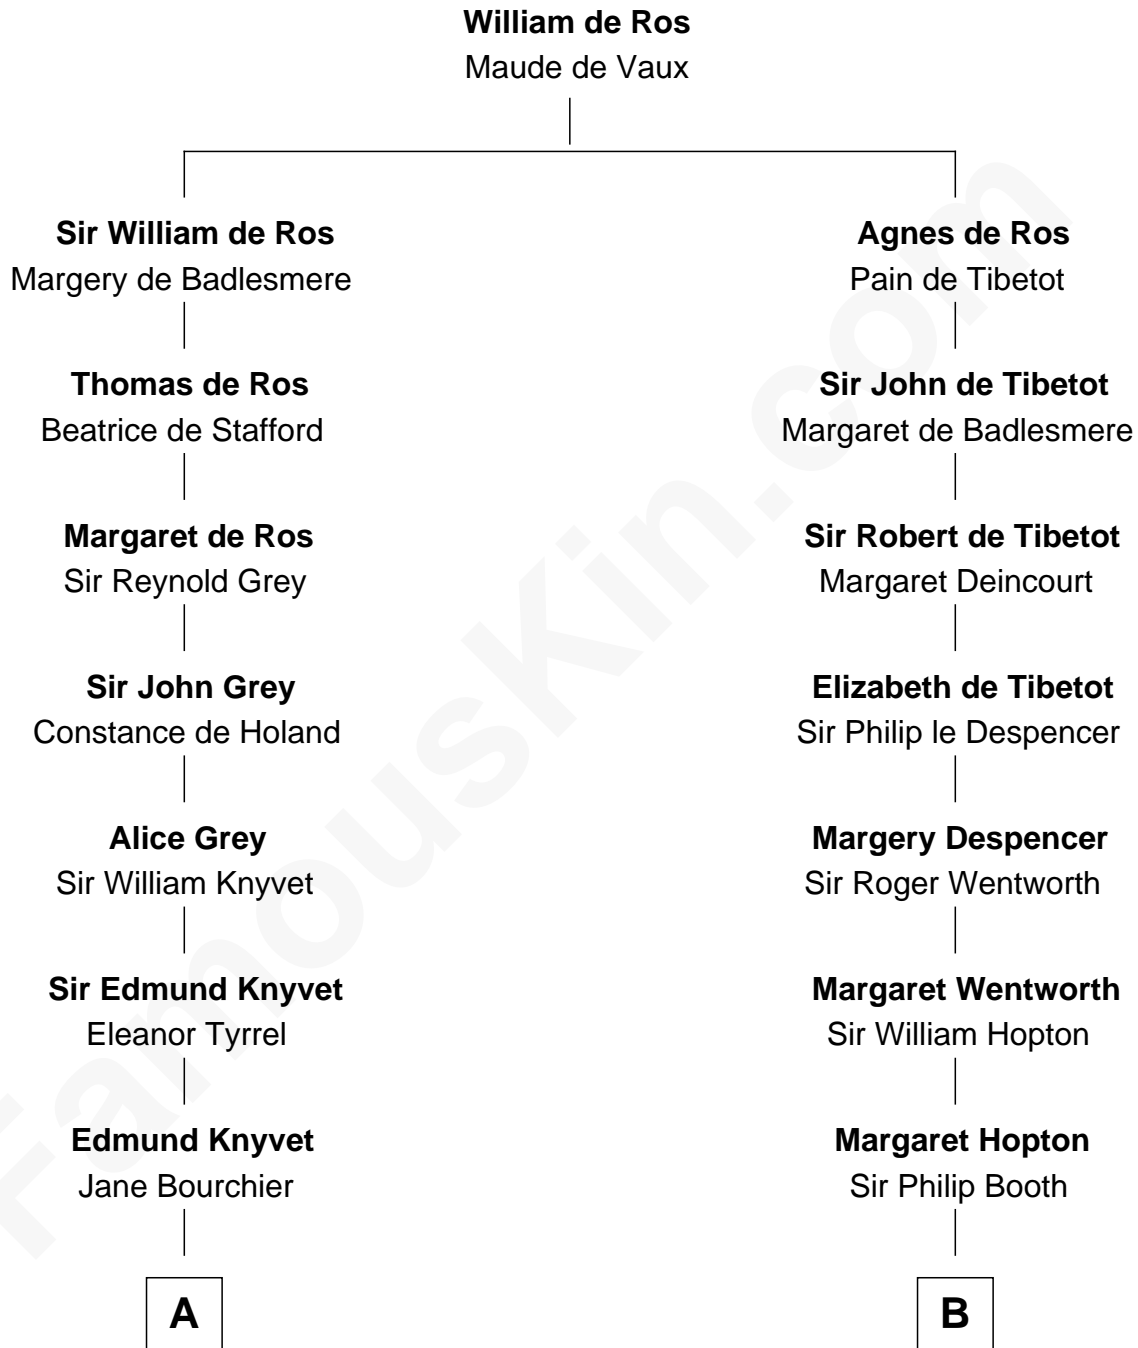 William de Ros
Maude de Vaux
Sir William de Ros
Margery de Badlesmere
Agnes de Ros
Pain de Tibetot
Thomas de Ros
Beatrice de Stafford
Sir John de Tibetot
Margaret de Badlesmere
Margaret de Ros
Sir Reynold Grey
Sir Robert de Tibetot
Margaret Deincourt
Sir John Grey
Constance de Holand
Elizabeth de Tibetot
Sir Philip le Despencer
Alice Grey
Sir William Knyvet
Margery Despencer
Sir Roger Wentworth
Sir Edmund Knyvet
Eleanor Tyrrel
Margaret Wentworth
Sir William Hopton
Edmund Knyvet
Jane Bourchier
Margaret Hopton
Sir Philip Booth
A
B
FamousKin.com